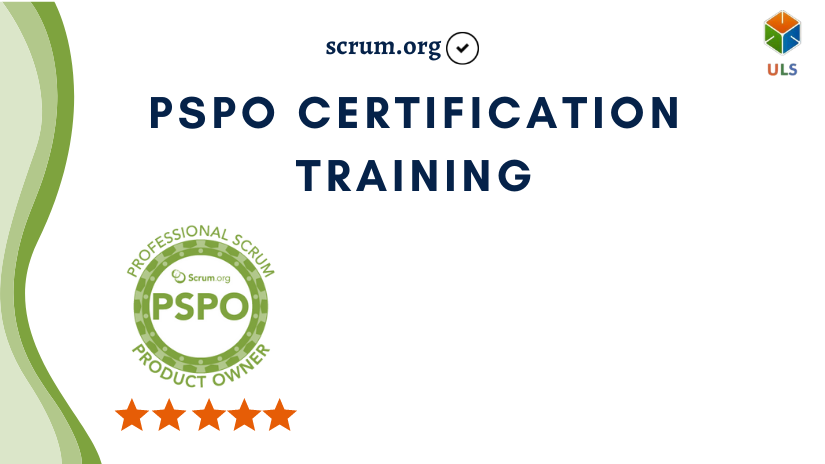 scrum.org
ULS
PSPO CERTIFICATION
TRAINING
PROFESSIONAL SCRUM
Scrum.org
PSPO
PRODUCT OWNER